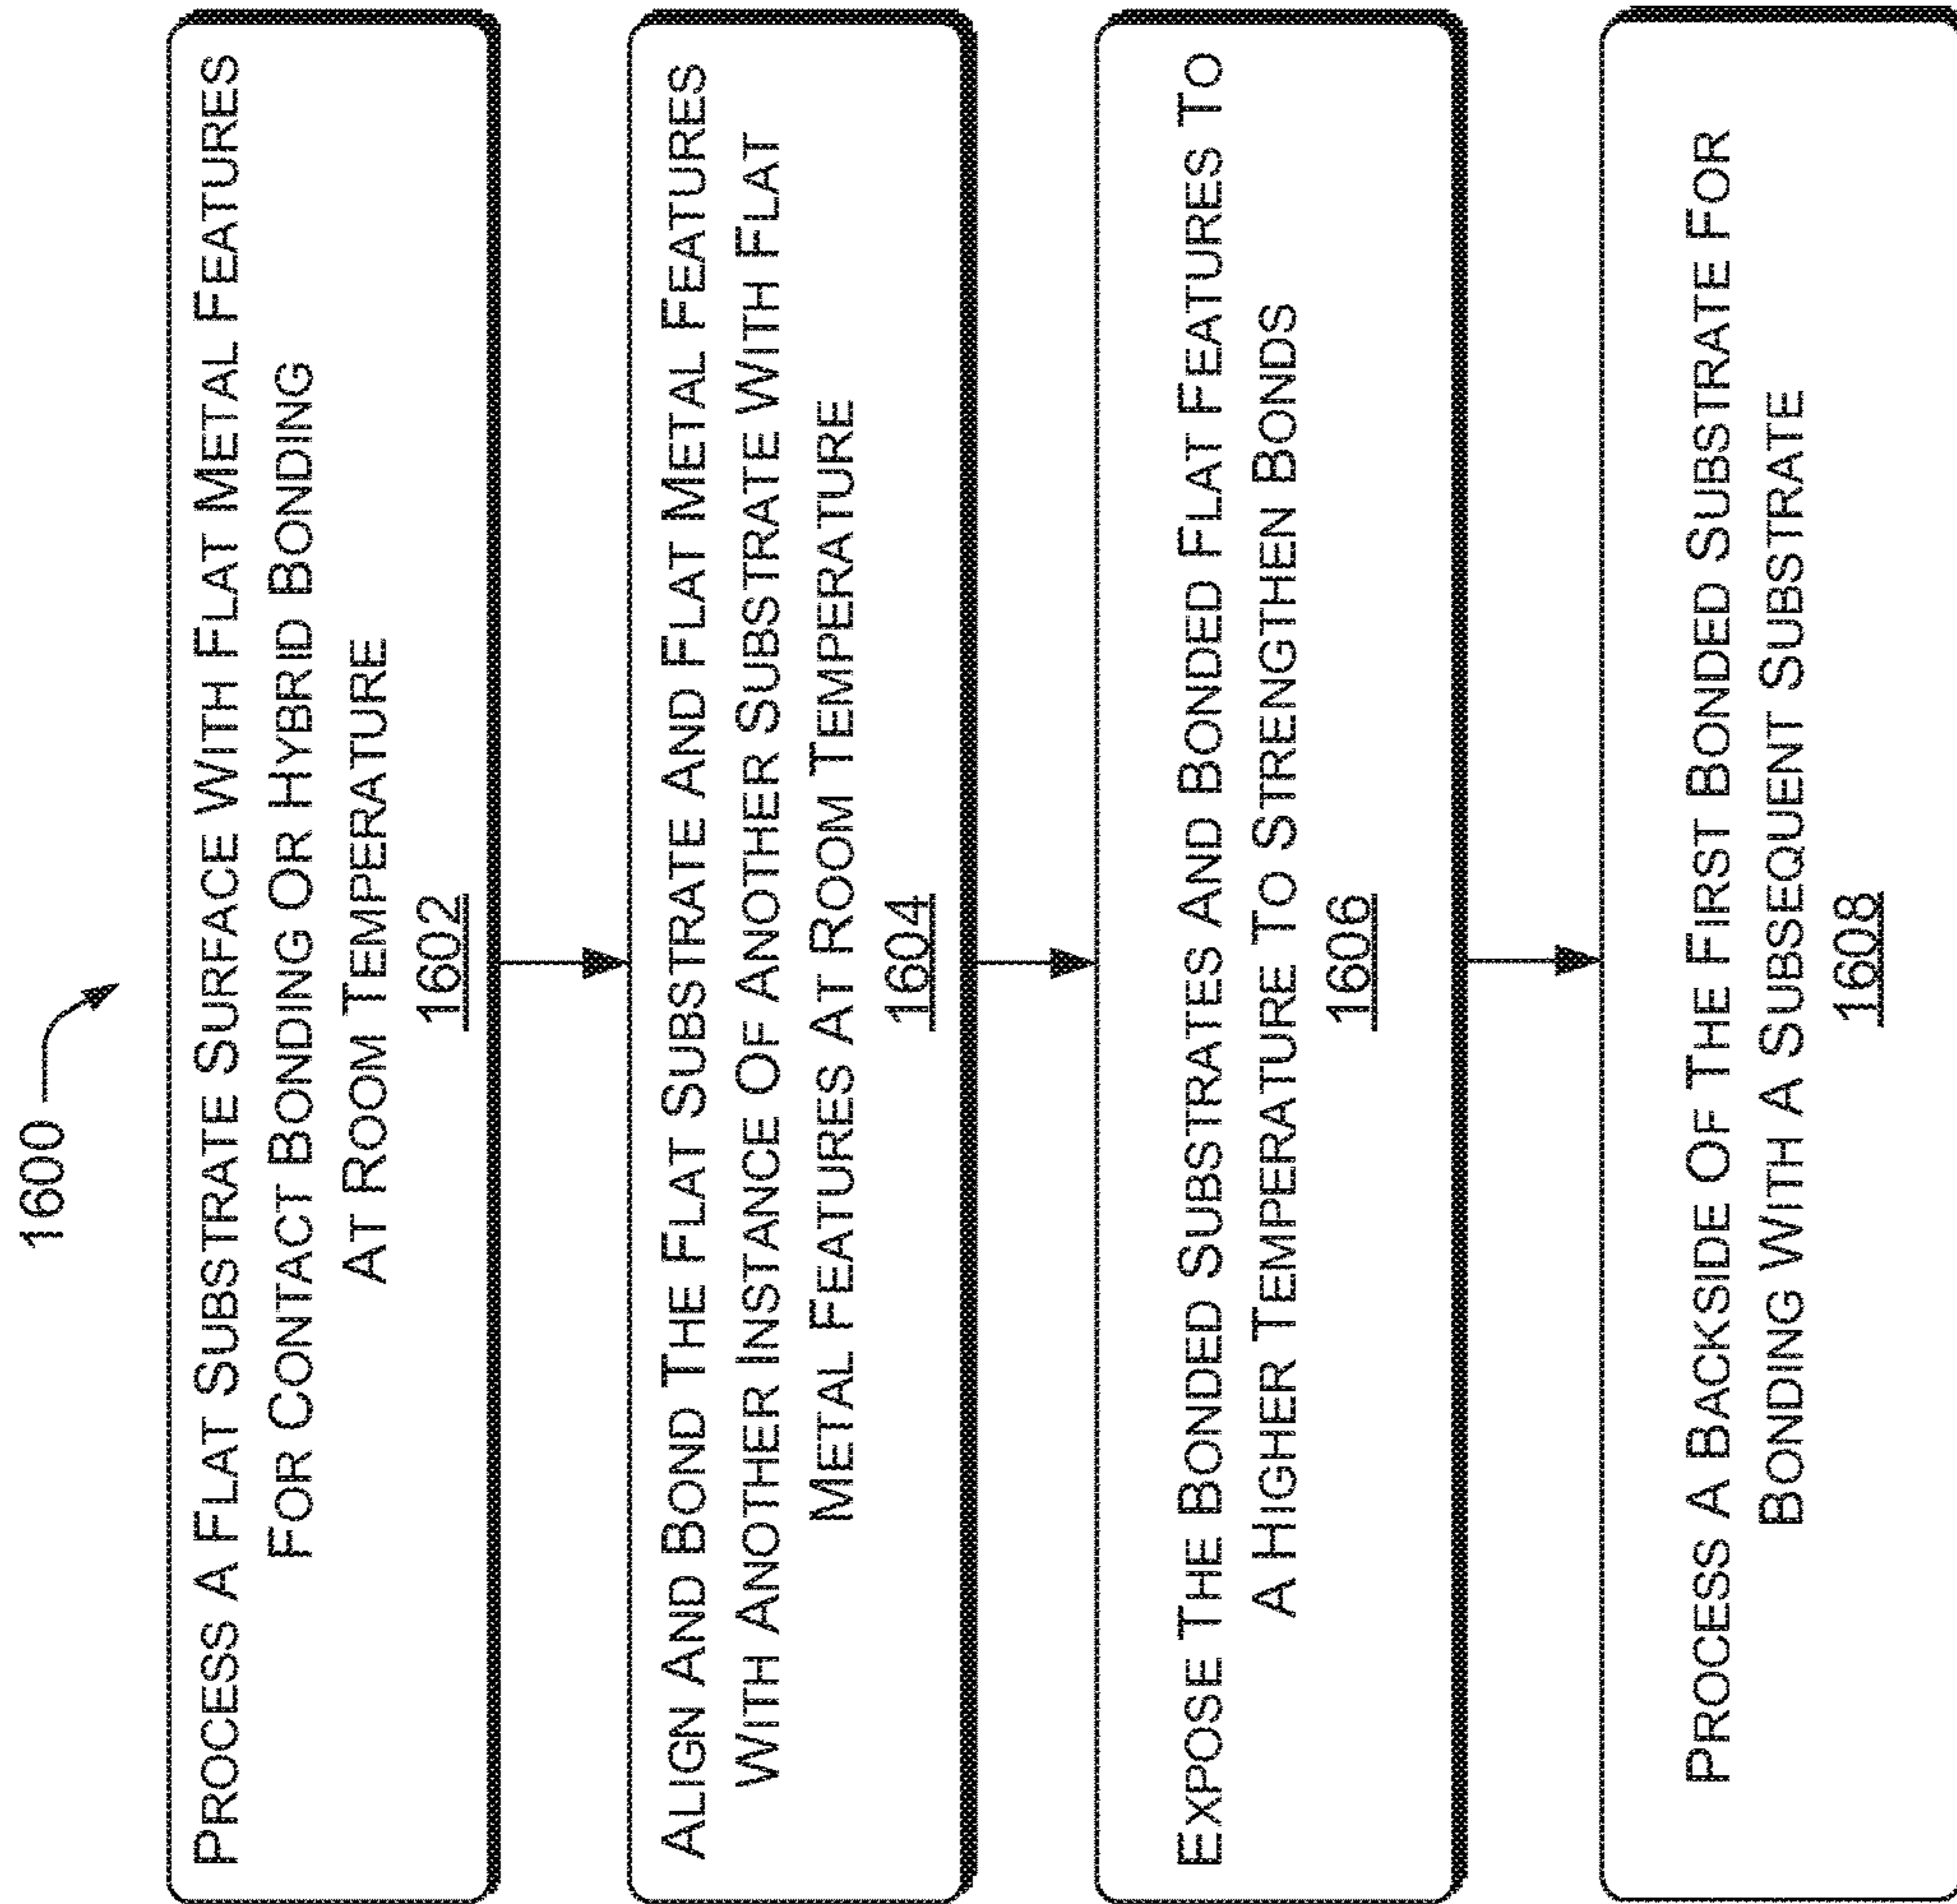 1600
PROCESS A FLAT SUBSTRATE SURFACE WITH FLAT METAL FEATURES
FOR CONTACT BONDING OR HYBRID BONDING
AT ROOM TEMPERATURE
1602
ALIGN AND BOND THE FLAT SUBSTRATE AND FLAT METAL FEATURES
WITH ANOTHER INSTANCE OF ANOTHER SUBSTRATE WITH FLAT
METAL FEATURES AT ROOM TEMPERATURE
1604
EXPOSE THE BONDED SUBSTRATES AND BONDED FLAT FEATURES TO
A HIGHER TEMPERATURE TO STRENGTHEN BONDS
1606
PROCESS A BACKSIDE OF THE FIRST BONDED SUBSTRATE FOR
BONDING WITH A SUBSEQUENT SUBSTRATE
1608